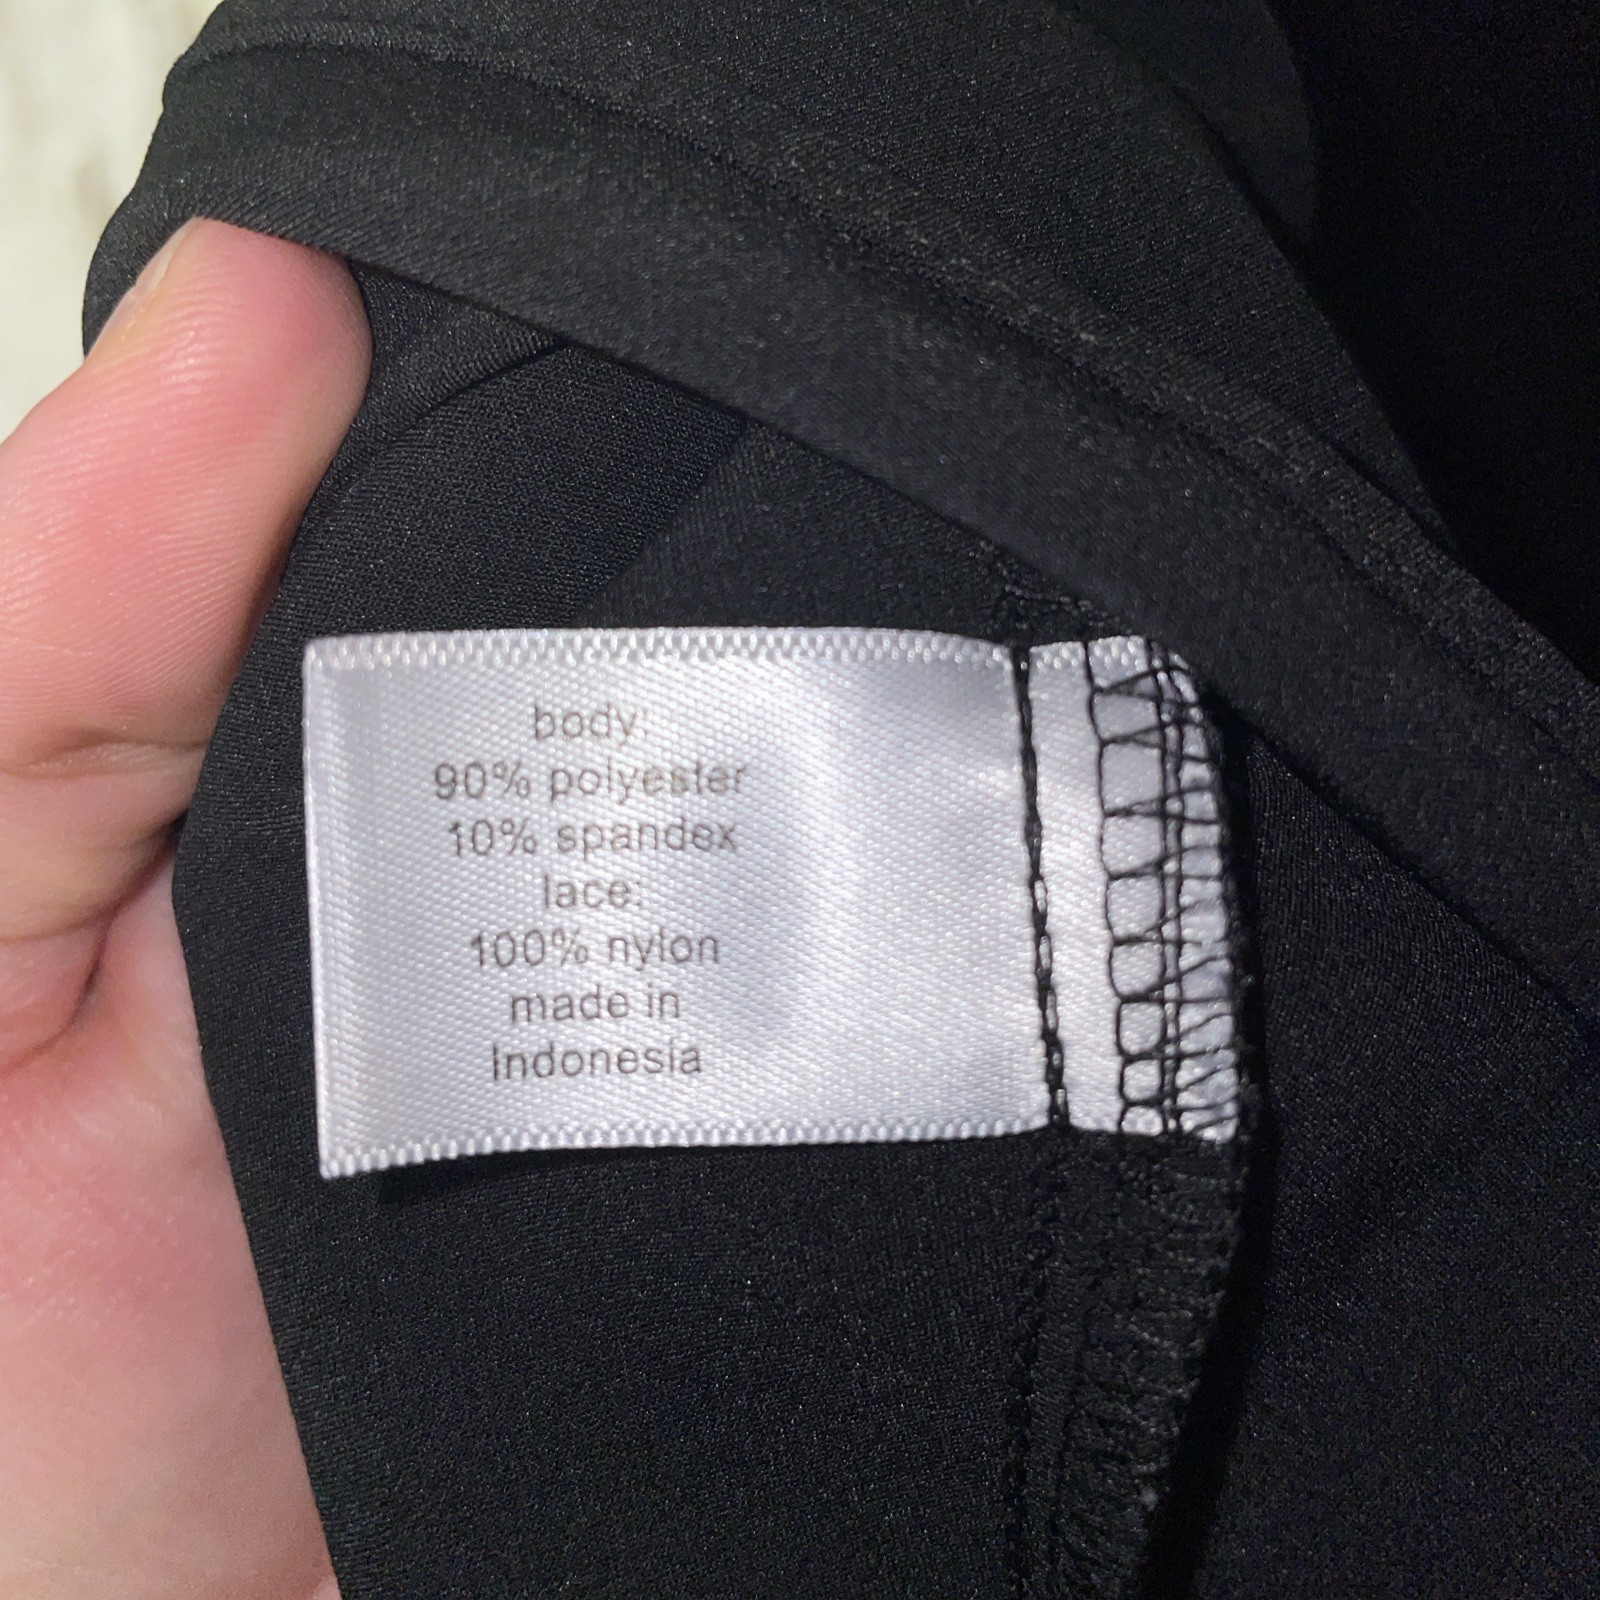 body:
90% polyester
10% spandex
lace:
100% nylon
made in
Indonesia